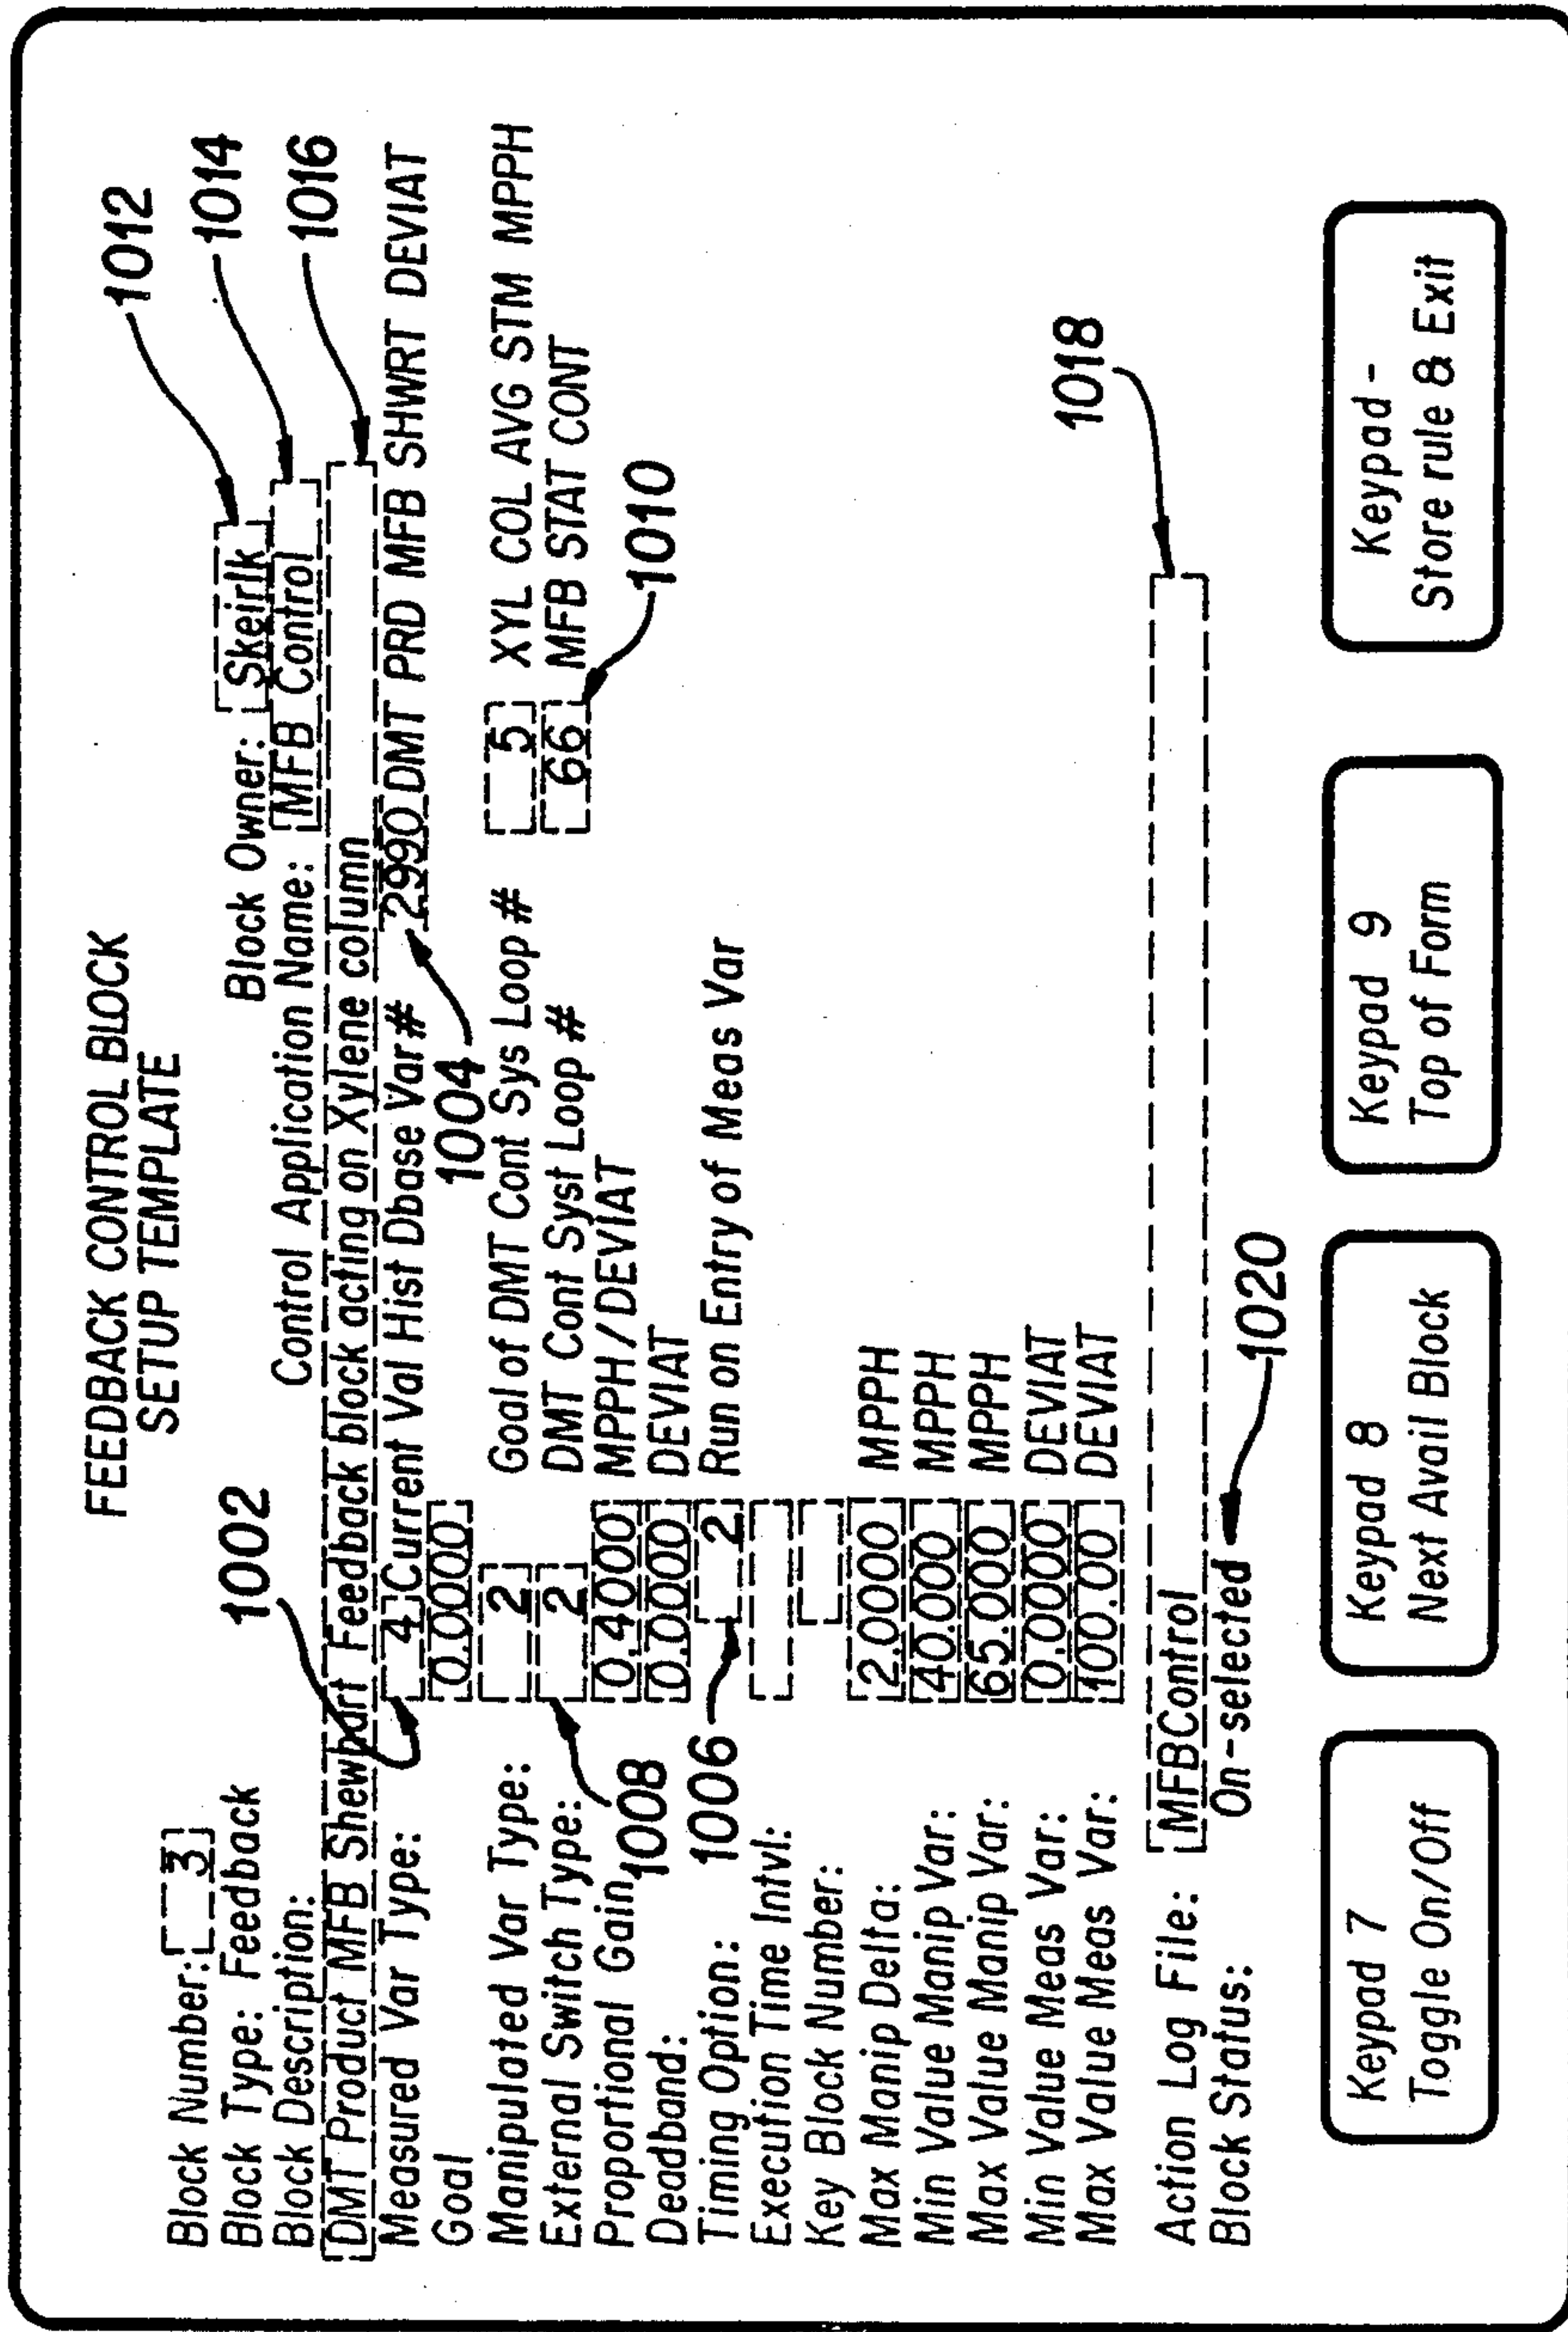 FEEDBACK CONTROL BLOCK
SETUP TEMPLATE
1012
1014
1016
1002
Block Number: 3
Block Owner: Skeirlk
Block Type: Feedback
Control Application Name: MFB Control
Block Description:
DMT Product MFB Shewhart Feedback block acting on Xylene column
Measured Var Type: 4 Current Val Hist Dbase Var# 2990 DMT PRD MFB SHWRT DEVIAT
Goal 0.0000
1004
Manipulated Var Type: 2 Goal of DMT Cont Sys Loop # 5 XYL COL AVG STM MPPH
External Switch Type: 2 DMT Cont Syst Loop # 66 MFB STAT CONT
1008
1010
Proportional Gain 0.4000 MPPH/DEVIAT
Deadband: 0.0000 DEVIAT
1006
Timing Option: 2 Run on Entry of Meas Var
Execution Time Intvl:
Key Block Number:
Max Manip Delta: 2.0000 MPPH
Min Value Manip Var: 40.000 MPPH
Max Value Manip Var: 65.000 MPPH
Min Value Meas Var: 0.0000 DEVIAT
Max Value Meas Var: 100.00 DEVIAT
1018
Action Log File: MFBControl
Block Status: On-selected
1020
Keypad 7
Toggle On/Off
Keypad 8
Next Avail Block
Keypad 9
Top of Form
Keypad -
Store rule & Exit